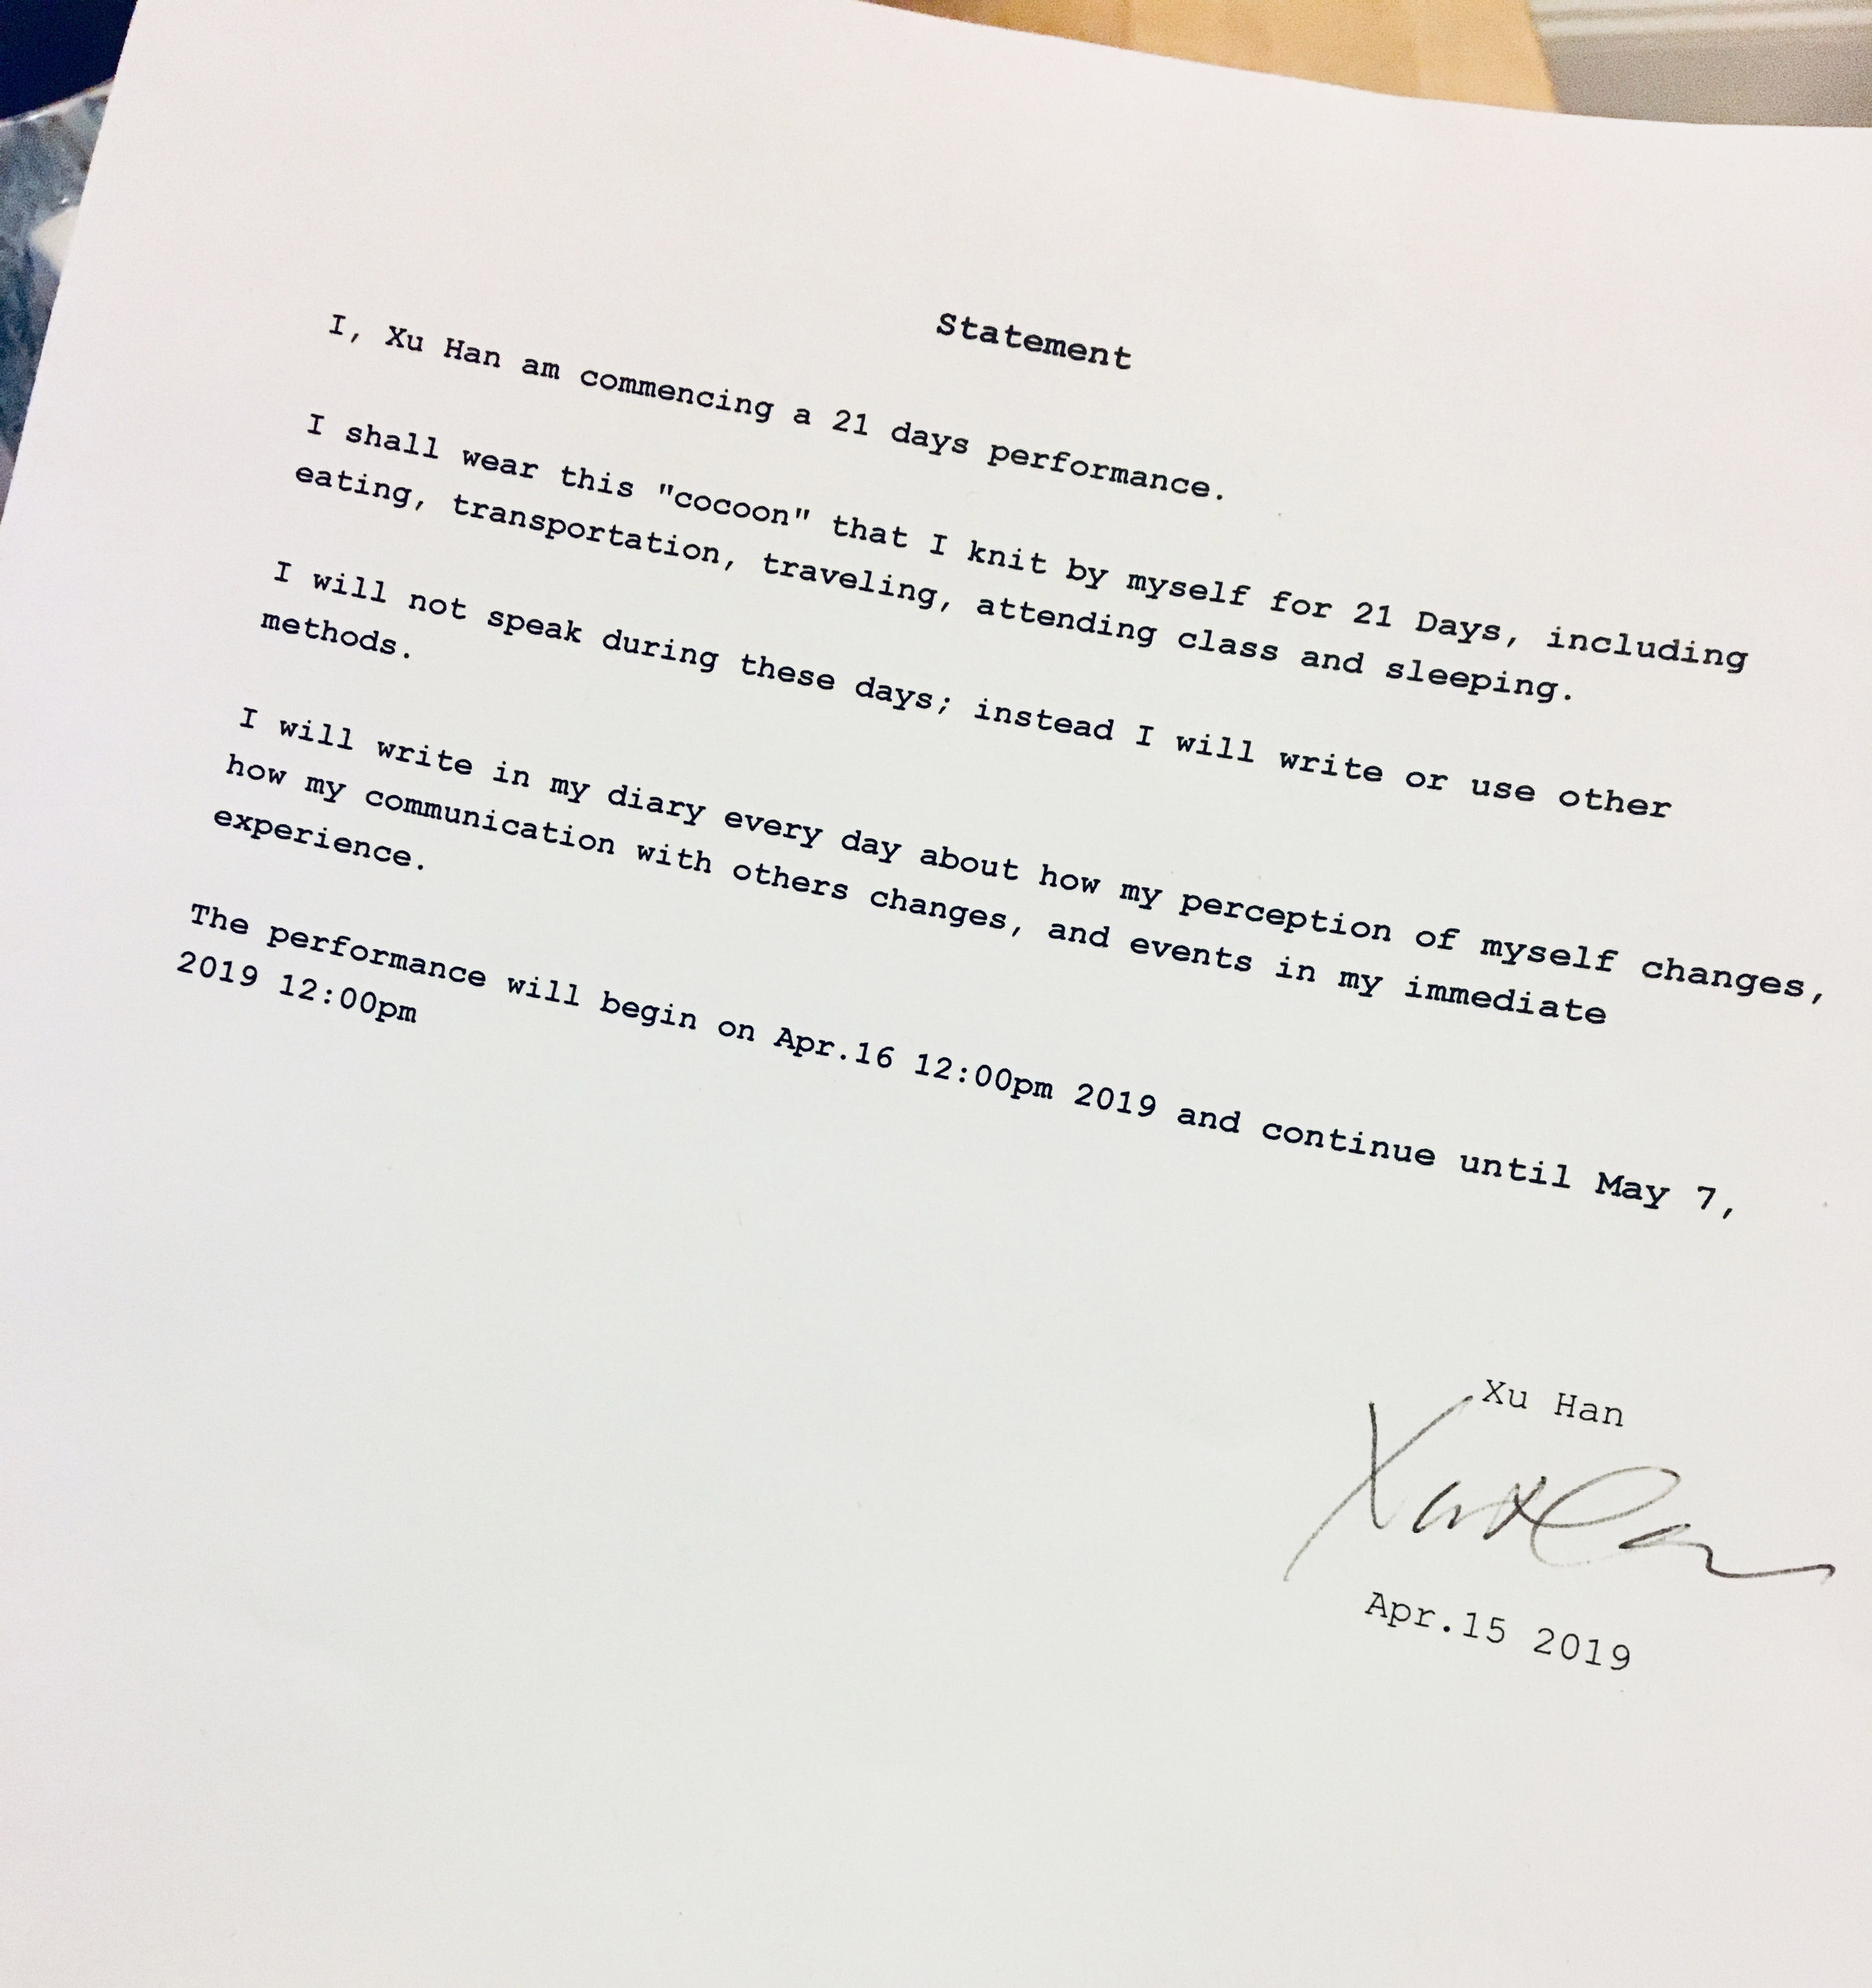 Statement
I, Xu Han am commencing a 21 days performance.
I shall wear this "cocoon" that I knit by myself for 21 Days, including
eating, transportation, traveling, attending class and sleeping.
I will not speak during these days; instead I will write or use other
methods.
I will write in my diary every day about how my perception of myself changes,
how my communication with others changes, and events in my immediate
experience.
The performance will begin on Apr.16 12:00pm 2019 and continue until May 7,
2019 12:00pm
Xu Han
Xu Han
Apr.15 2019